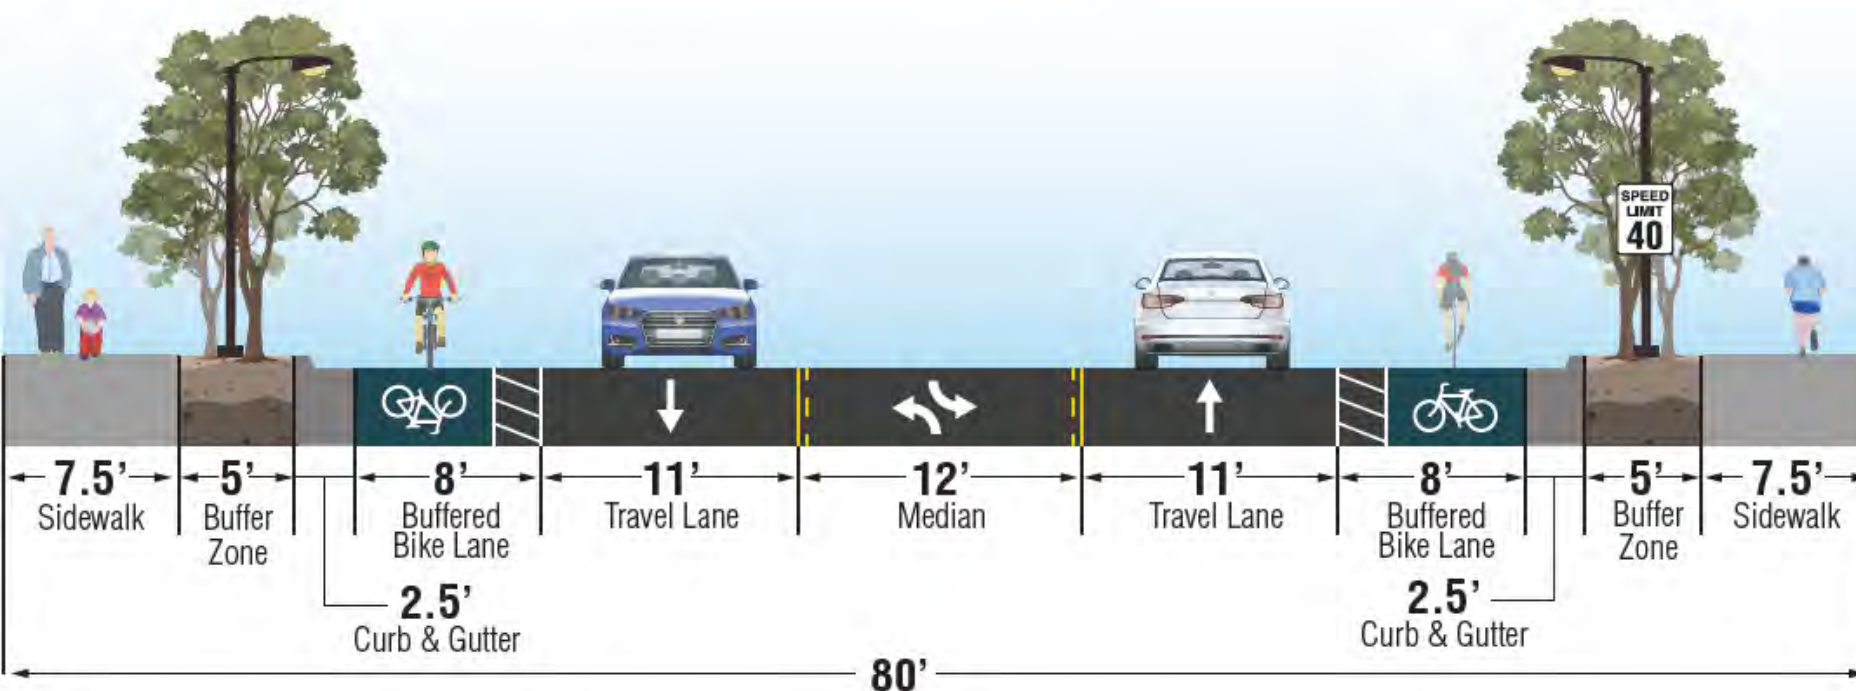 SPEED
LIMIT
40
7.5’
Sidewalk
5’
Buffer
Zone
2.5’
Curb & Gutter
8’
Buffered
Bike Lane
11’
Travel Lane
12’
Median
11’
Travel Lane
8’
Buffered
Bike Lane
2.5’
Curb & Gutter
5’
Buffer
Zone
7.5’
Sidewalk
80’